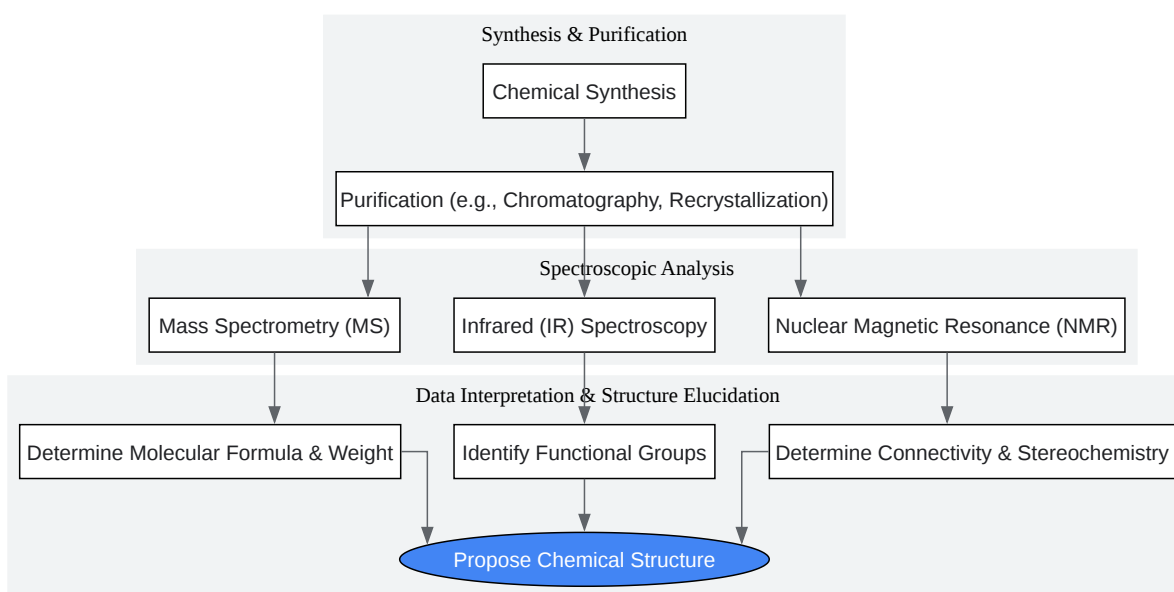 Synthesis & Purification
Chemical Synthesis
Purification (e.g., Chromatography, Recrystallization)
Spectroscopic Analysis
Mass Spectrometry (MS)
Infrared (IR) Spectroscopy
Nuclear Magnetic Resonance (NMR)
Data Interpretation & Structure Elucidation
Determine Molecular Formula & Weight
Identify Functional Groups
Determine Connectivity & Stereochemistry
Propose Chemical Structure